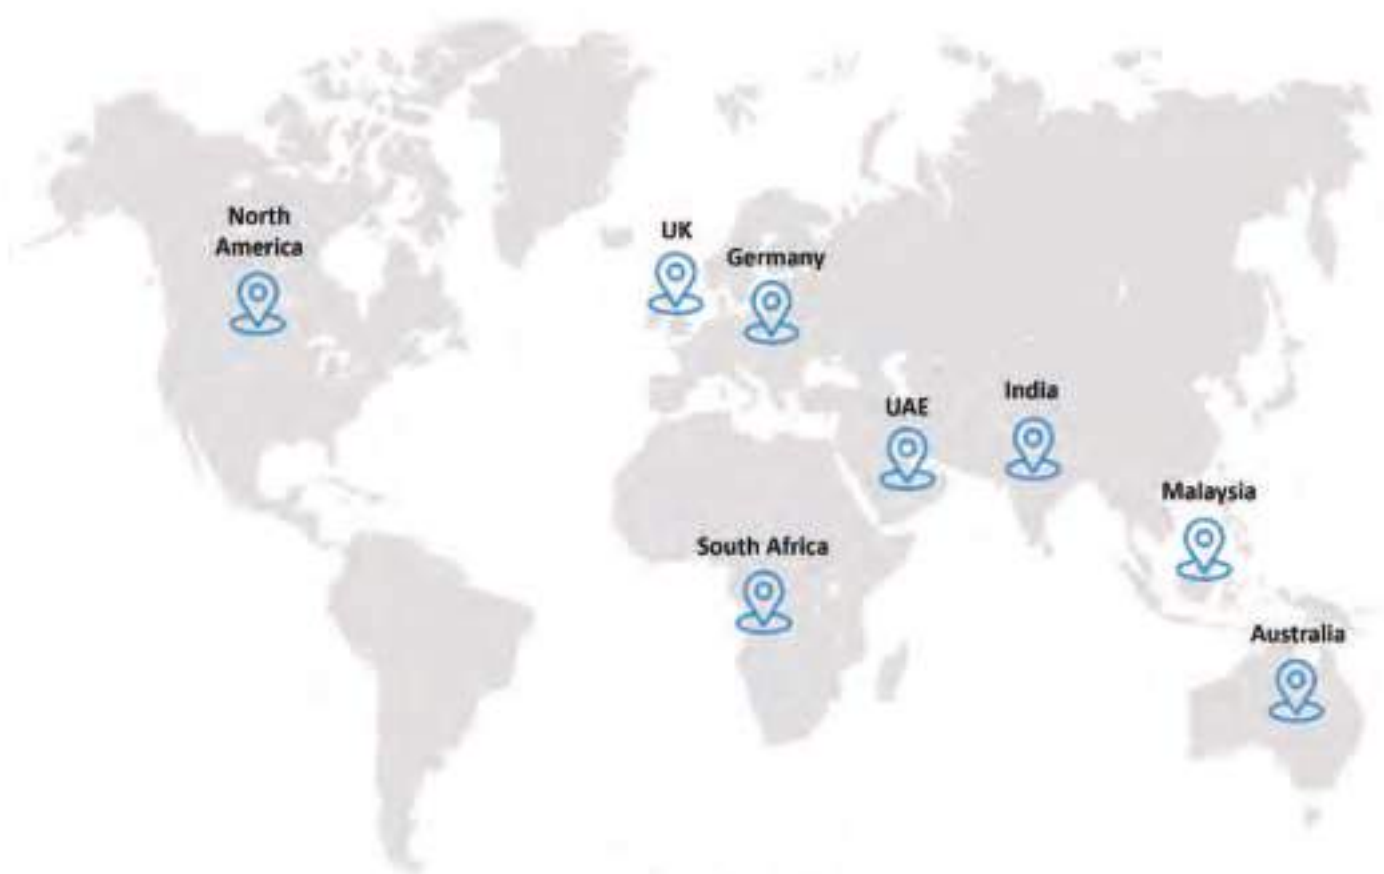 North
America
UK
Germany
UAE
India
Malaysia
South Africa
Australia